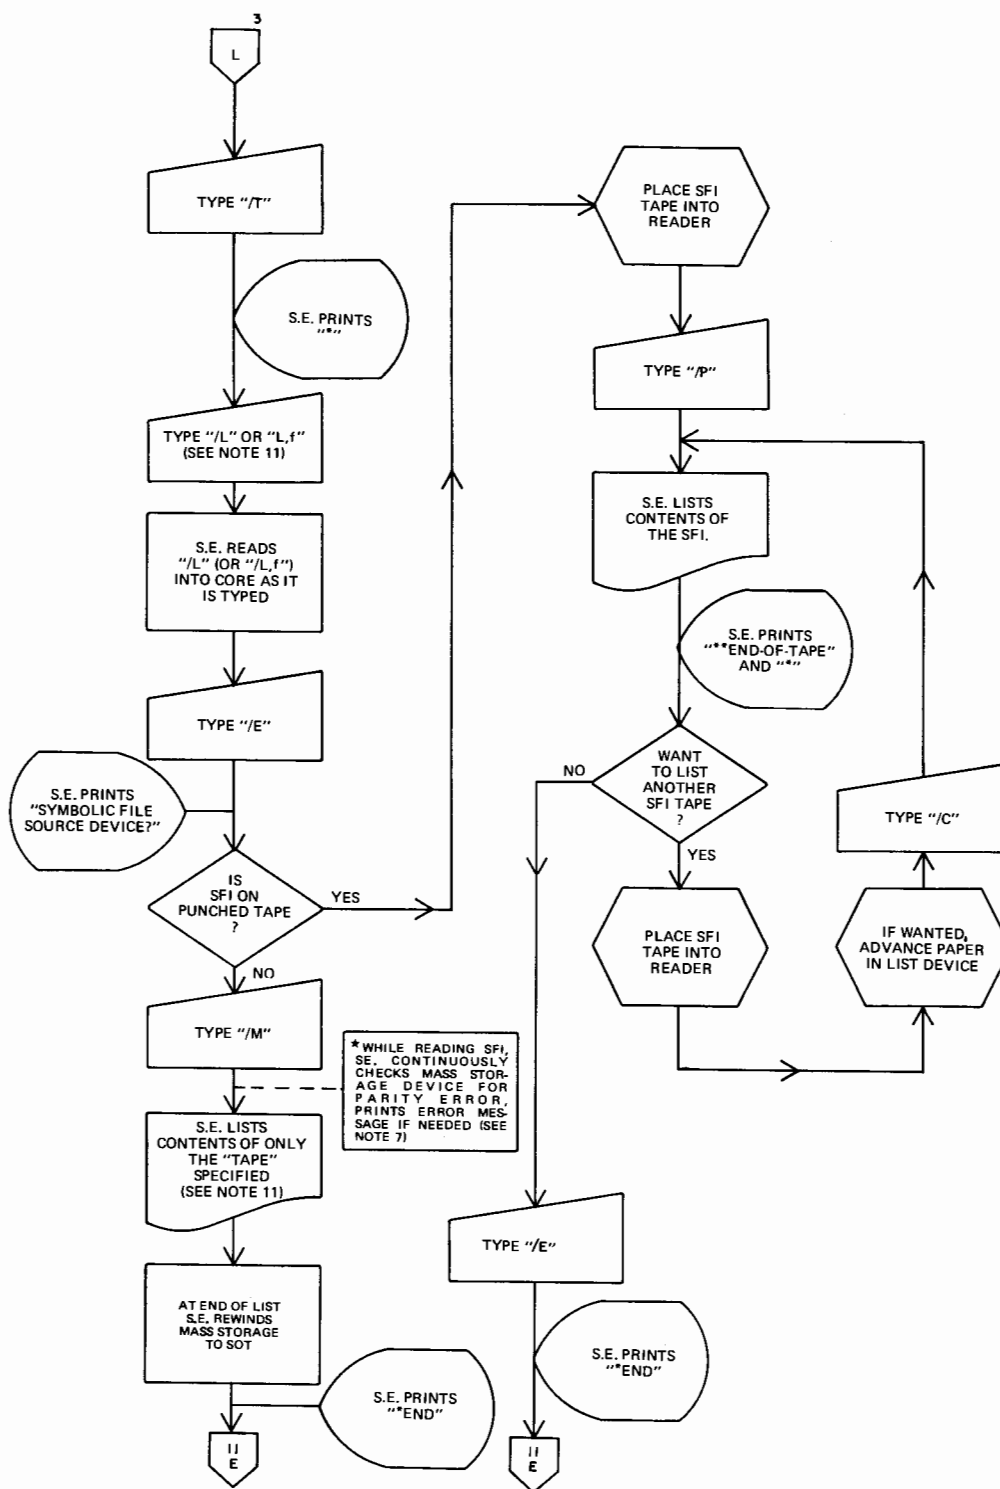 3
L
TYPE "/T"
S.E. PRINTS
"*"
TYPE "/L" OR "L,f"
(SEE NOTE 11)
S.E. READS
"/L" (OR "/L,f")
INTO CORE AS IT
IS TYPED
TYPE "/E"
S.E. PRINTS
"SYMBOLIC FILE
SOURCE DEVICE?"
IS
SFI ON
PUNCHED TAPE
?
YES
NO
TYPE "/M"
*WHILE READING SFI,
SE. CONTINUOUSLY
CHECKS MASS STOR-
AGE DEVICE FOR
PARITY ERROR,
PRINTS ERROR MES-
SAGE IF NEEDED (SEE
NOTE 7)
S.E. LISTS
CONTENTS OF ONLY
THE "TAPE"
SPECIFIED
(SEE NOTE 11)
AT END OF LIST
S.E. REWINDS
MASS STORAGE
TO SOT
S.E. PRINTS
"*END"
11
E
PLACE SFI
TAPE INTO
READER
TYPE "/P"
S.E. LISTS
CONTENTS OF
THE SFI.
S.E. PRINTS
"**END-OF-TAPE"
AND "*"
WANT
TO LIST
ANOTHER
SFI TAPE
?
NO
YES
PLACE SFI
TAPE INTO
READER
IF WANTED,
ADVANCE PAPER
IN LIST DEVICE
TYPE "/C"
TYPE "/E"
S.E. PRINTS
"*END"
11
E